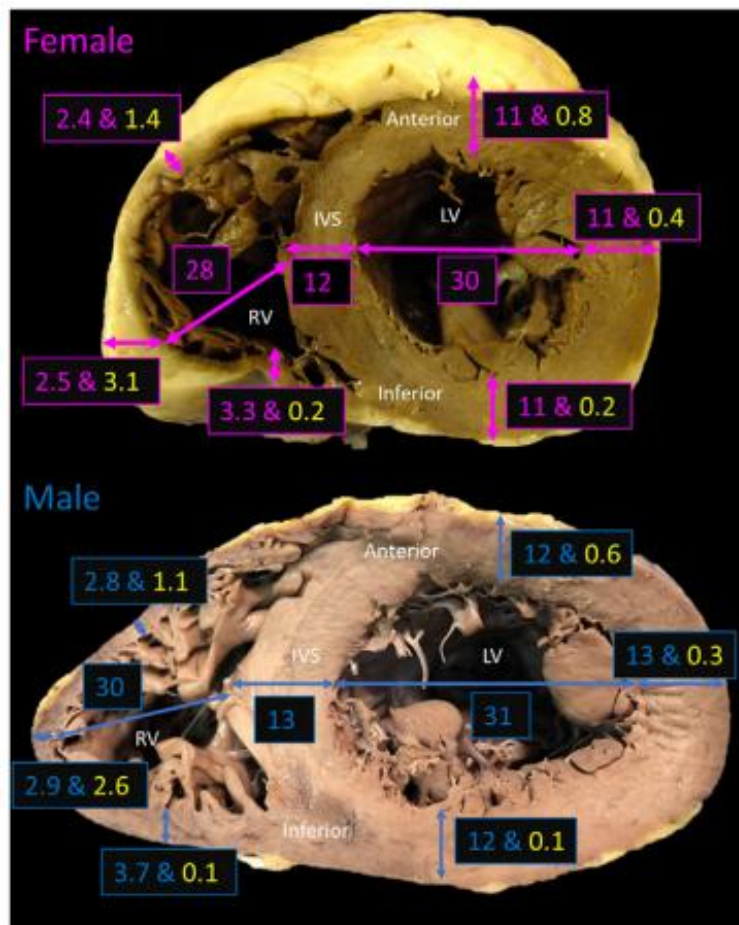 Female
2.4 & 1.4
Anterior
11 & 0.8
IVS
LV
11 & 0.4
28
12
30
RV
2.5 & 3.1
3.3 & 0.2
Inferior
11 & 0.2
Male
Anterior
12 & 0.6
2.8 & 1.1
IVS
LV
13 & 0.3
30
13
31
RV
2.9 & 2.6
Inferior
12 & 0.1
3.7 & 0.1